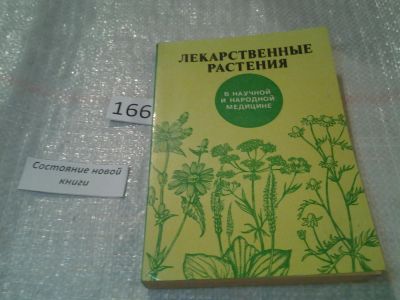 ЛЕКАРСТВЕННЫЕ
РАСТЕНИЯ
В НАУЧНОЙ
И НАРОДНОЙ
МЕДИЦИНЕ
166
Состояние новой
книги